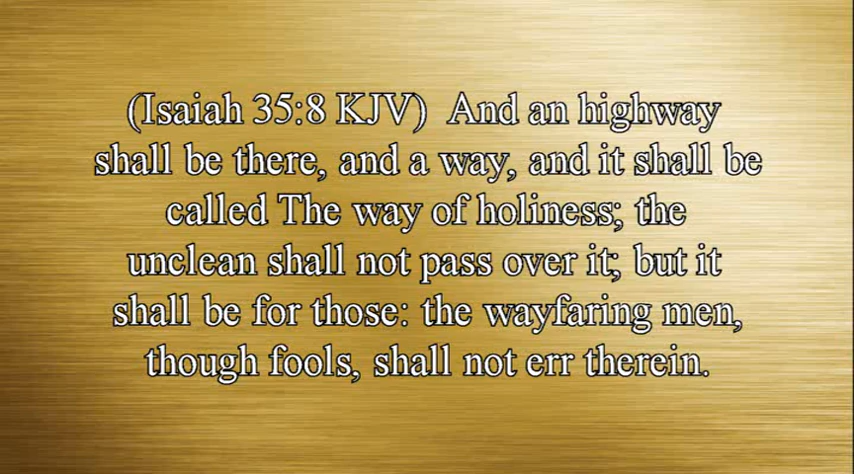 (Isaiah 35:8 KJV)  And an highway
shall be there, and a way, and it shall be
called The way of holiness; the
unclean shall not pass over it; but it
shall be for those: the wayfaring men,
though fools, shall not err therein.